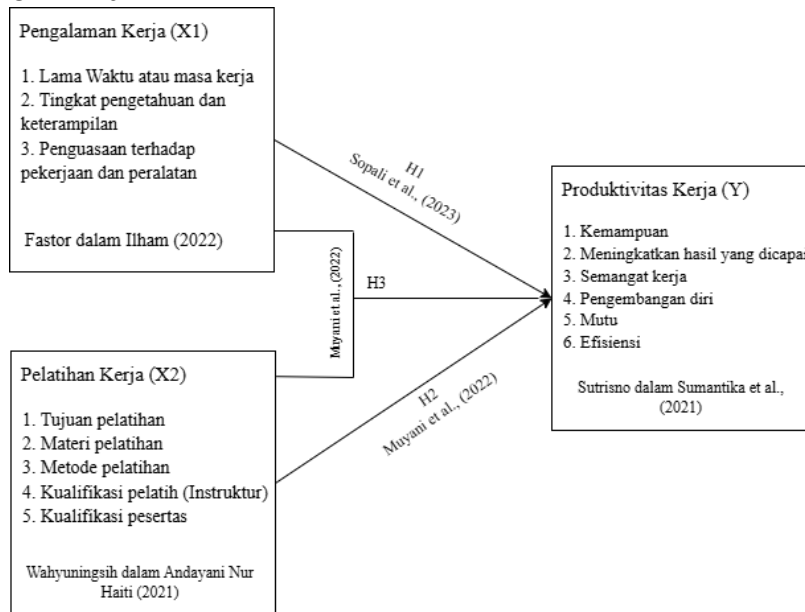 Pengalaman Kerja (X1)
1. Lama Waktu atau masa kerja
2. Tingkat pengetahuan dan
keterampilan
3. Penguasaan terhadap
pekerjaan dan peralatan
Fastor dalam Ilham (2022)
H1
Sopali et al., (2023)
Muyani et al., (2022)
H3
Produktivitas Kerja (Y)
1. Kemampuan
2. Meningkatkan hasil yang dicapai
3. Semangat kerja
4. Pengembangan diri
5. Mutu
6. Efisiensi
Sutrisno dalam Sumantika et al.,
(2021)
Pelatihan Kerja (X2)
1. Tujuan pelatihan
2. Materi pelatihan
3. Metode pelatihan
4. Kualifikasi pelatih (Instruktur)
5. Kualifikasi pesertas
Wahyuningsih dalam Andayani Nur
Haiti (2021)
H2
Muyani et al., (2022)